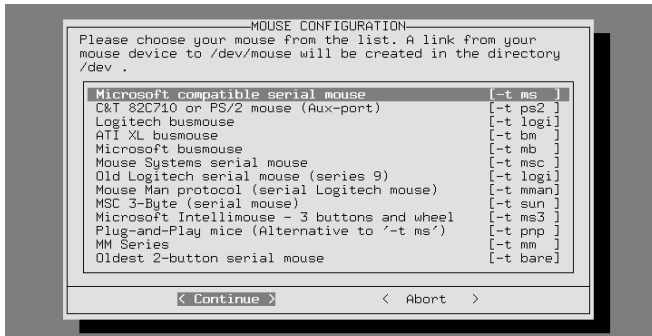 MOUSE CONFIGURATION
Please choose your mouse from the list. A link from your
mouse device to /dev/mouse will be created in the directory
/dev .
Microsoft compatible serial mouse [-t ms ]
C&T 82C710 or PS/2 mouse (Aux-port) [-t ps2 ]
Logitech busmouse [-t logi]
ATI XL busmouse [-t bm ]
Microsoft busmouse [-t mb ]
Mouse Systems serial mouse [-t msc ]
Old Logitech serial mouse (series 9) [-t logi]
Mouse Man protocol (serial Logitech mouse) [-t mman]
MSC 3-Byte (serial mouse) [-t sun ]
Microsoft Intellimouse - 3 buttons and wheel [-t ms3 ]
Plug-and-Play mice (Alternative to '-t ms') [-t pnp ]
MM Series [-t mm ]
Oldest 2-button serial mouse [-t bare]
< Continue > < Abort >